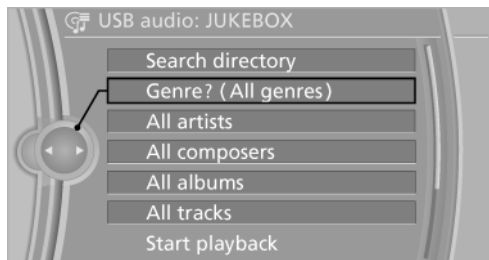 USB audio: JUKEBOX
Search directory
Genre? (All genres)
All artists
All composers
All albums
All tracks
Start playback